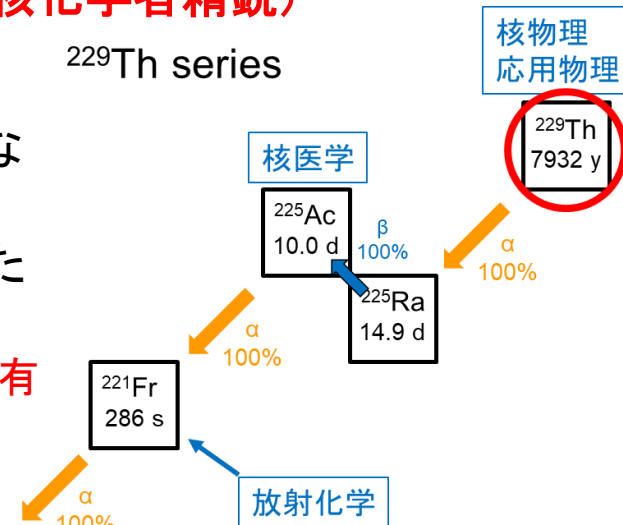 核化学者精鋭）
229Th series
核物理
応用物理
な
229Th
7932 y
核医学
225Ac
10.0 d
β
100%
α
100%
た
225Ra
14.9 d
α
100%
有
221Fr
286 s
放射化学
α
100%